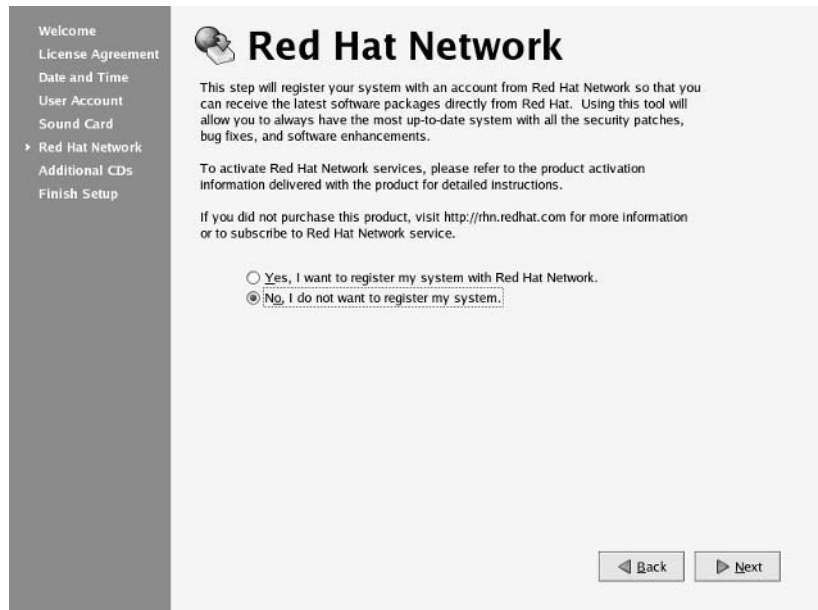 Welcome
License Agreement
Date and Time
User Account
Sound Card
Red Hat Network
Additional CDs
Finish Setup
Red Hat Network
This step will register your system with an account from Red Hat Network so that you
can receive the latest software packages directly from Red Hat. Using this tool will
allow you to always have the most up-to-date system with all the security patches,
bug fixes, and software enhancements.
To activate Red Hat Network services, please refer to the product activation
information delivered with the product for detailed instructions.
If you did not purchase this product, visit http://rhn.redhat.com for more information
or to subscribe to Red Hat Network service.
Yes, I want to register my system with Red Hat Network.
No, I do not want to register my system.
Back
Next